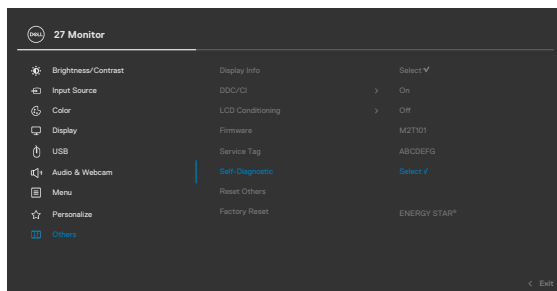 DELL 27 Monitor
Brightness/Contrast Display Info Select ✓
Input Source DDC/CI > On
Color LCD Conditioning > Off
Display Firmware M2T101
USB Service Tag ABCDEFG
Audio & Webcam Self-Diagnostic Select ✓
Menu Reset Others
Personalize Factory Reset ENERGY STAR®
Others
< Exit